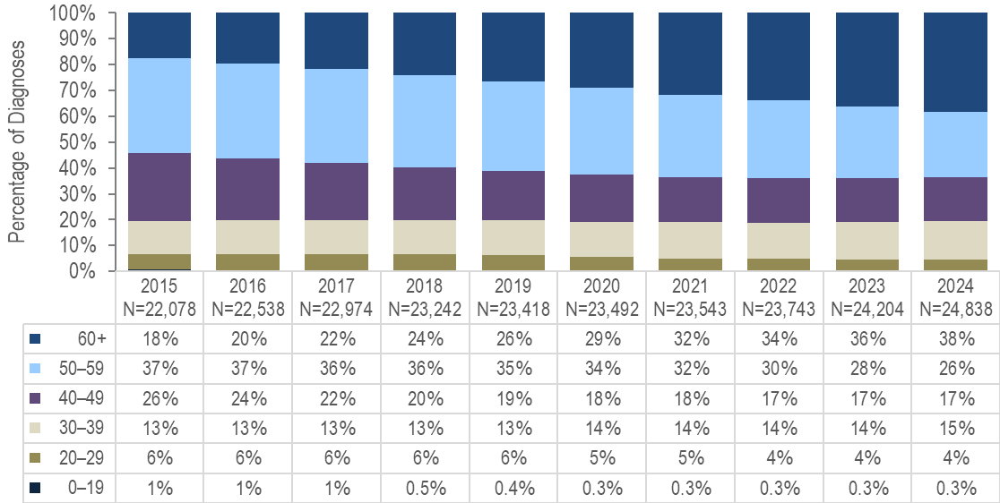 Percentage of Diagnoses
100%
90%
80%
70%
60%
50%
40%
30%
20%
10%
0%
2015 2016 2017 2018 2019 2020 2021 2022 2023 2024
N=22,078 N=22,538 N=22,974 N=23,242 N=23,418 N=23,492 N=23,543 N=23,743 N=24,204 N=24,838
60+ 18% 20% 22% 24% 26% 29% 32% 34% 36% 38%
50–59 37% 37% 36% 36% 35% 34% 32% 30% 28% 26%
40–49 26% 24% 22% 20% 19% 18% 18% 17% 17% 17%
30–39 13% 13% 13% 13% 13% 14% 14% 14% 14% 15%
20–29 6% 6% 6% 6% 6% 5% 5% 4% 4% 4%
0–19 1% 1% 1% 0.5% 0.4% 0.3% 0.3% 0.3% 0.3% 0.3%